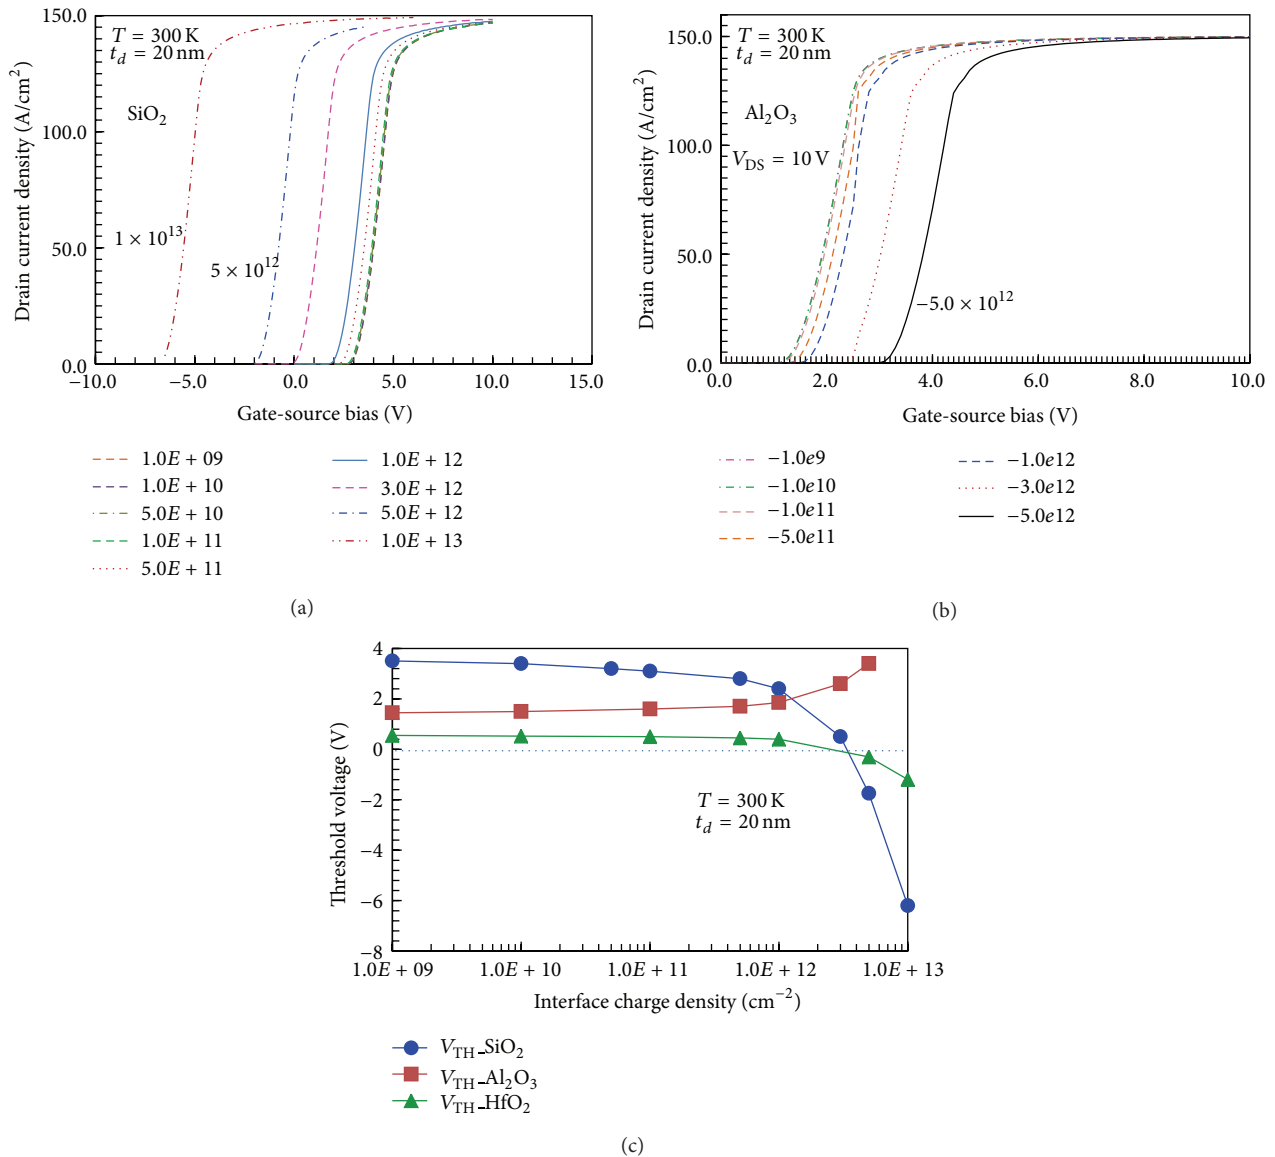 150.0
100.0
50.0
0.0
Drain current density (A/cm²)
T = 300 K
t_d = 20 nm
SiO₂
1 × 10¹³
5 × 10¹²
−10.0 −5.0 0.0 5.0 10.0 15.0
Gate-source bias (V)
1.0E + 09
1.0E + 10
5.0E + 10
1.0E + 11
5.0E + 11
1.0E + 12
3.0E + 12
5.0E + 12
1.0E + 13
(a)
150.0
100.0
50.0
0.0
Drain current density (A/cm²)
T = 300 K
t_d = 20 nm
Al₂O₃
V_DS = 10 V
−5.0 × 10¹²
0.0 2.0 4.0 6.0 8.0 10.0
Gate-source bias (V)
−1.0e9
−1.0e10
−1.0e11
−5.0e11
−1.0e12
−3.0e12
−5.0e12
(b)
4
2
0
−2
−4
−6
−8
Threshold voltage (V)
T = 300 K
t_d = 20 nm
1.0E + 09 1.0E + 10 1.0E + 11 1.0E + 12 1.0E + 13
Interface charge density (cm⁻²)
V_TH_SiO₂
V_TH_Al₂O₃
V_TH_HfO₂
(c)